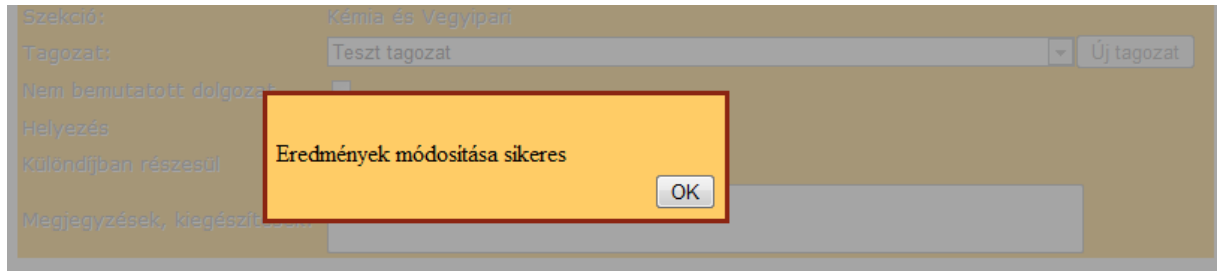 Szekció: Kémia és Vegyipari
Tagozat: Teszt tagozat Új tagozat
Nem bemutatott dolgozat
Helyezés
Eredmények módosítása sikeres
Különdíjban részesül
OK
Megjegyzések,